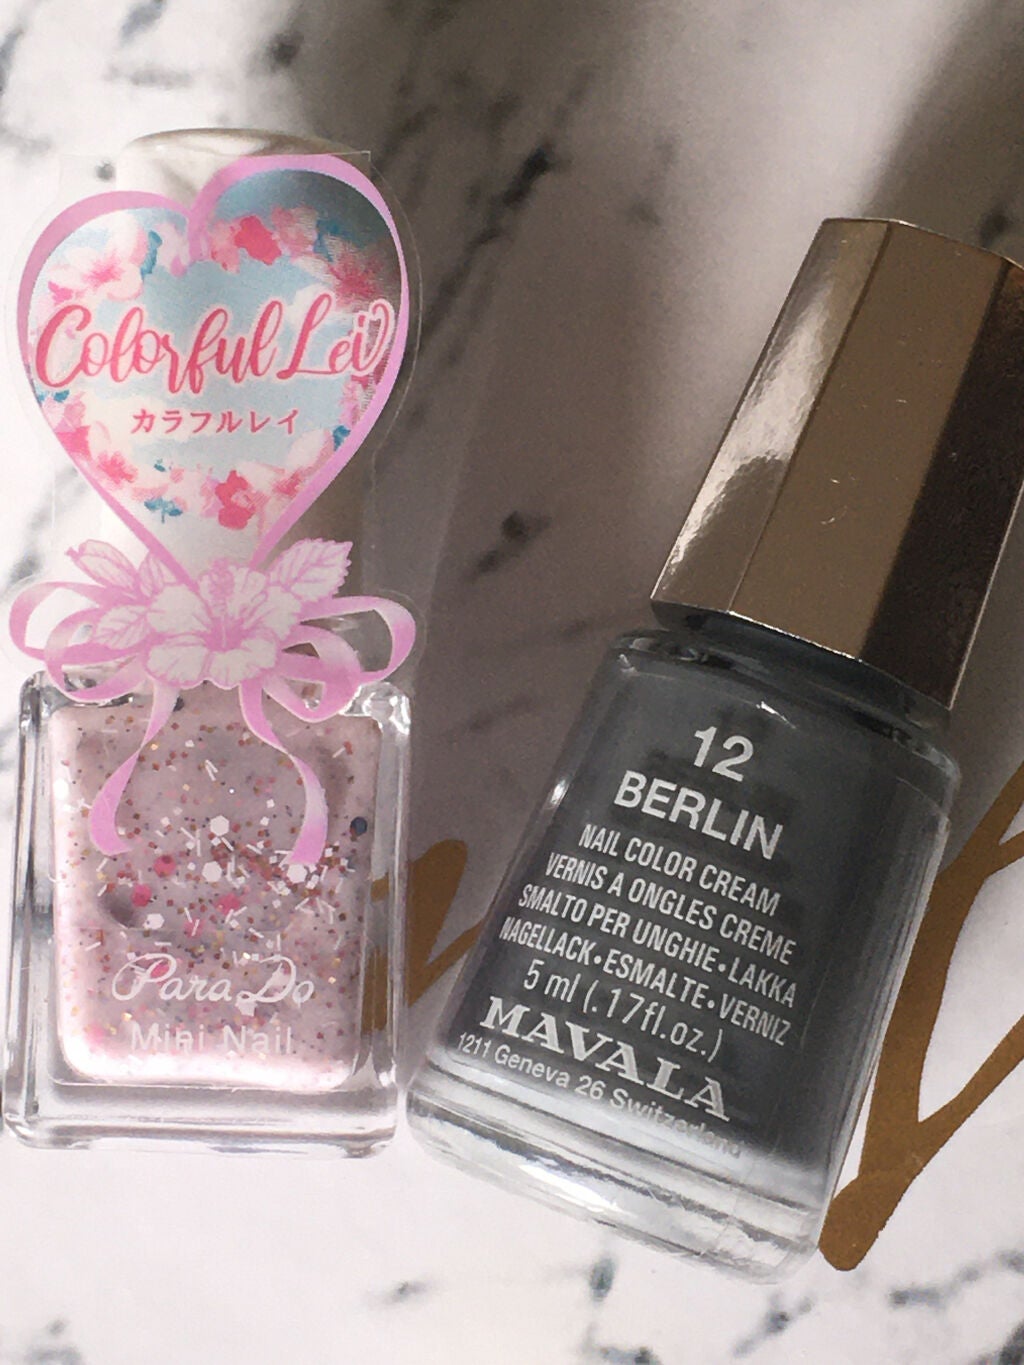 Colorful Lei
カラフルレイ
Para Do
Mini Nail
12
BERLIN
NAIL COLOR CREAM
VERNIS A ONGLES CREME
SMALTO PER UNGHIE•LAKKA
NAGELLACK•ESMALTE•VERNIZ
5 ml (.17fl.oz.)
MAVALA
1211 Geneva 26 Switzerland